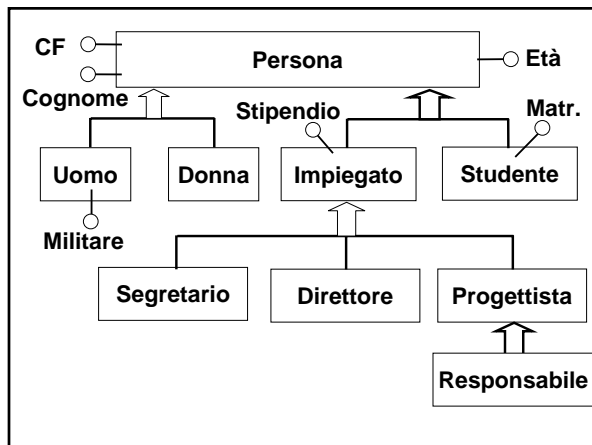 CF
Persona
Età
Cognome
Stipendio
Matr.
Uomo
Donna
Impiegato
Studente
Militare
Segretario
Direttore
Progettista
Responsabile